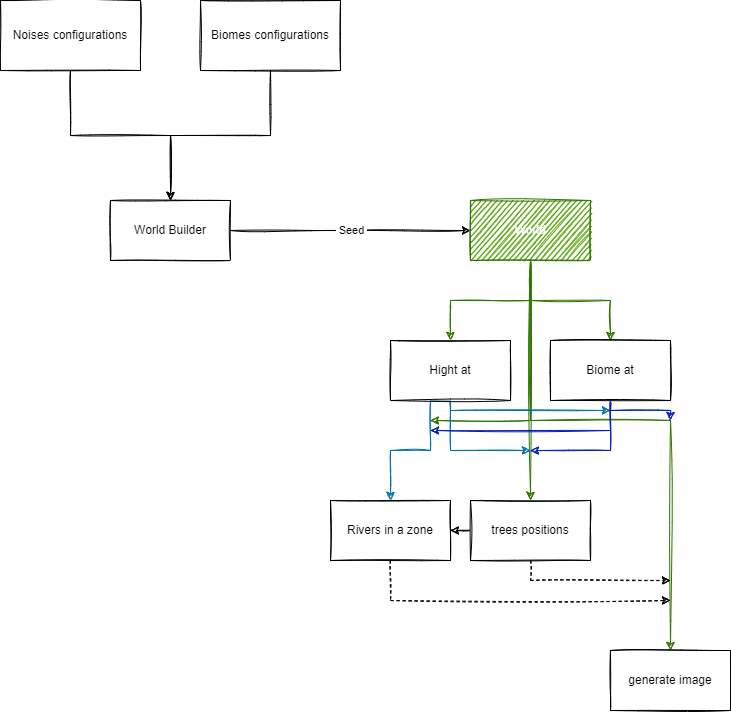 Noises configurations
Biomes configurations
World Builder
Seed
World
Hight at
Biome at
Rivers in a zone
trees positions
generate image